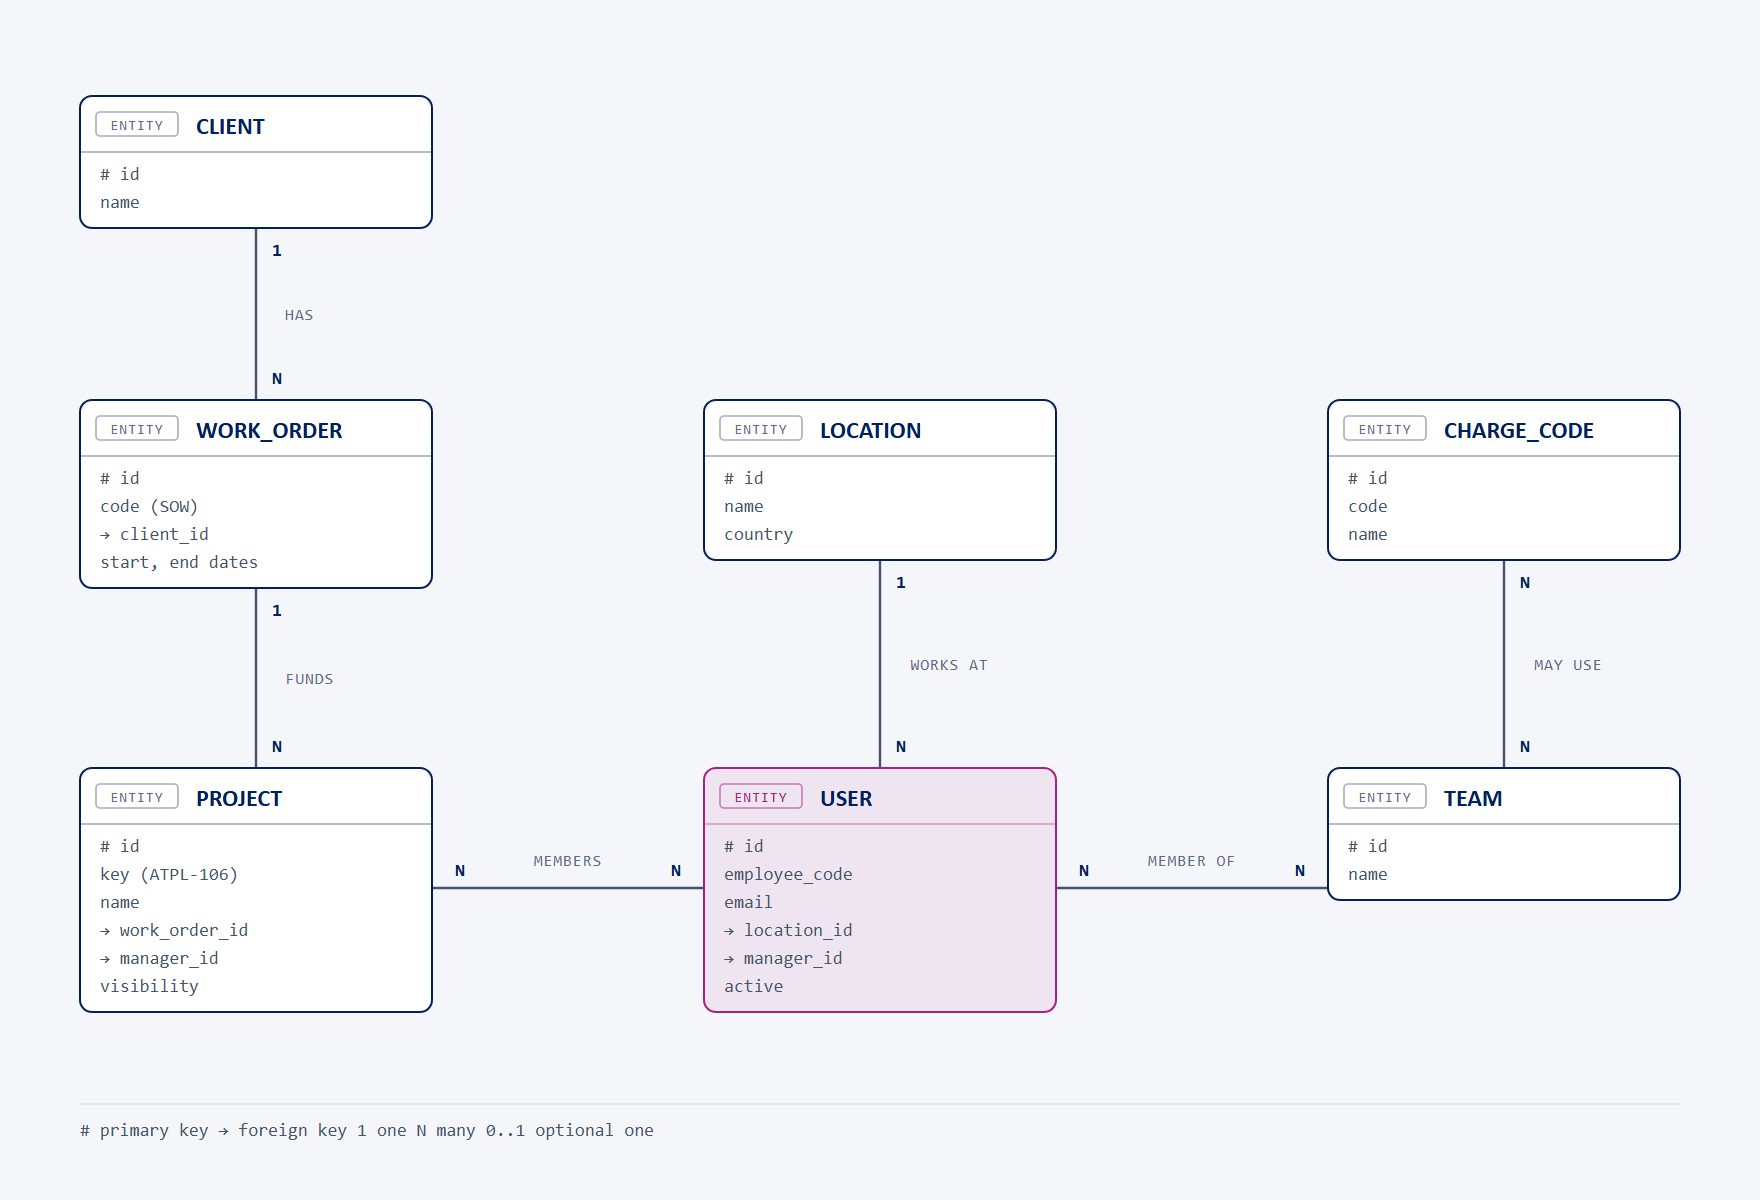 ENTITY CLIENT
# id
name
1
HAS
N
ENTITY WORK_ORDER
# id
code (SOW)
→ client_id
start, end dates
1
FUNDS
N
ENTITY LOCATION
# id
name
country
1
WORKS AT
N
ENTITY CHARGE_CODE
# id
code
name
N
MAY USE
N
ENTITY PROJECT
# id
key (ATPL-106)
name
→ work_order_id
→ manager_id
visibility
N MEMBERS N
ENTITY USER
# id
employee_code
email
→ location_id
→ manager_id
active
N MEMBER OF N
ENTITY TEAM
# id
name
# primary key → foreign key 1 one N many 0..1 optional one